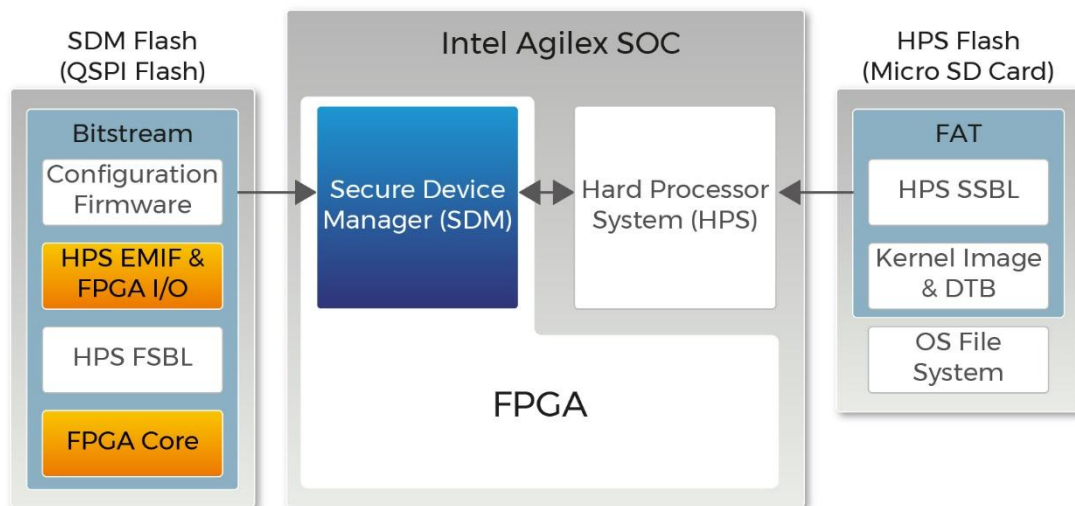 SDM Flash
(QSPI Flash)
Bitstream
Configuration
Firmware
HPS EMIF &
FPGA I/O
HPS FSBL
FPGA Core
Intel Agilex SOC
Secure Device
Manager (SDM)
Hard Processor
System (HPS)
FPGA
HPS Flash
(Micro SD Card)
FAT
HPS SSBL
Kernel Image
& DTB
OS File
System